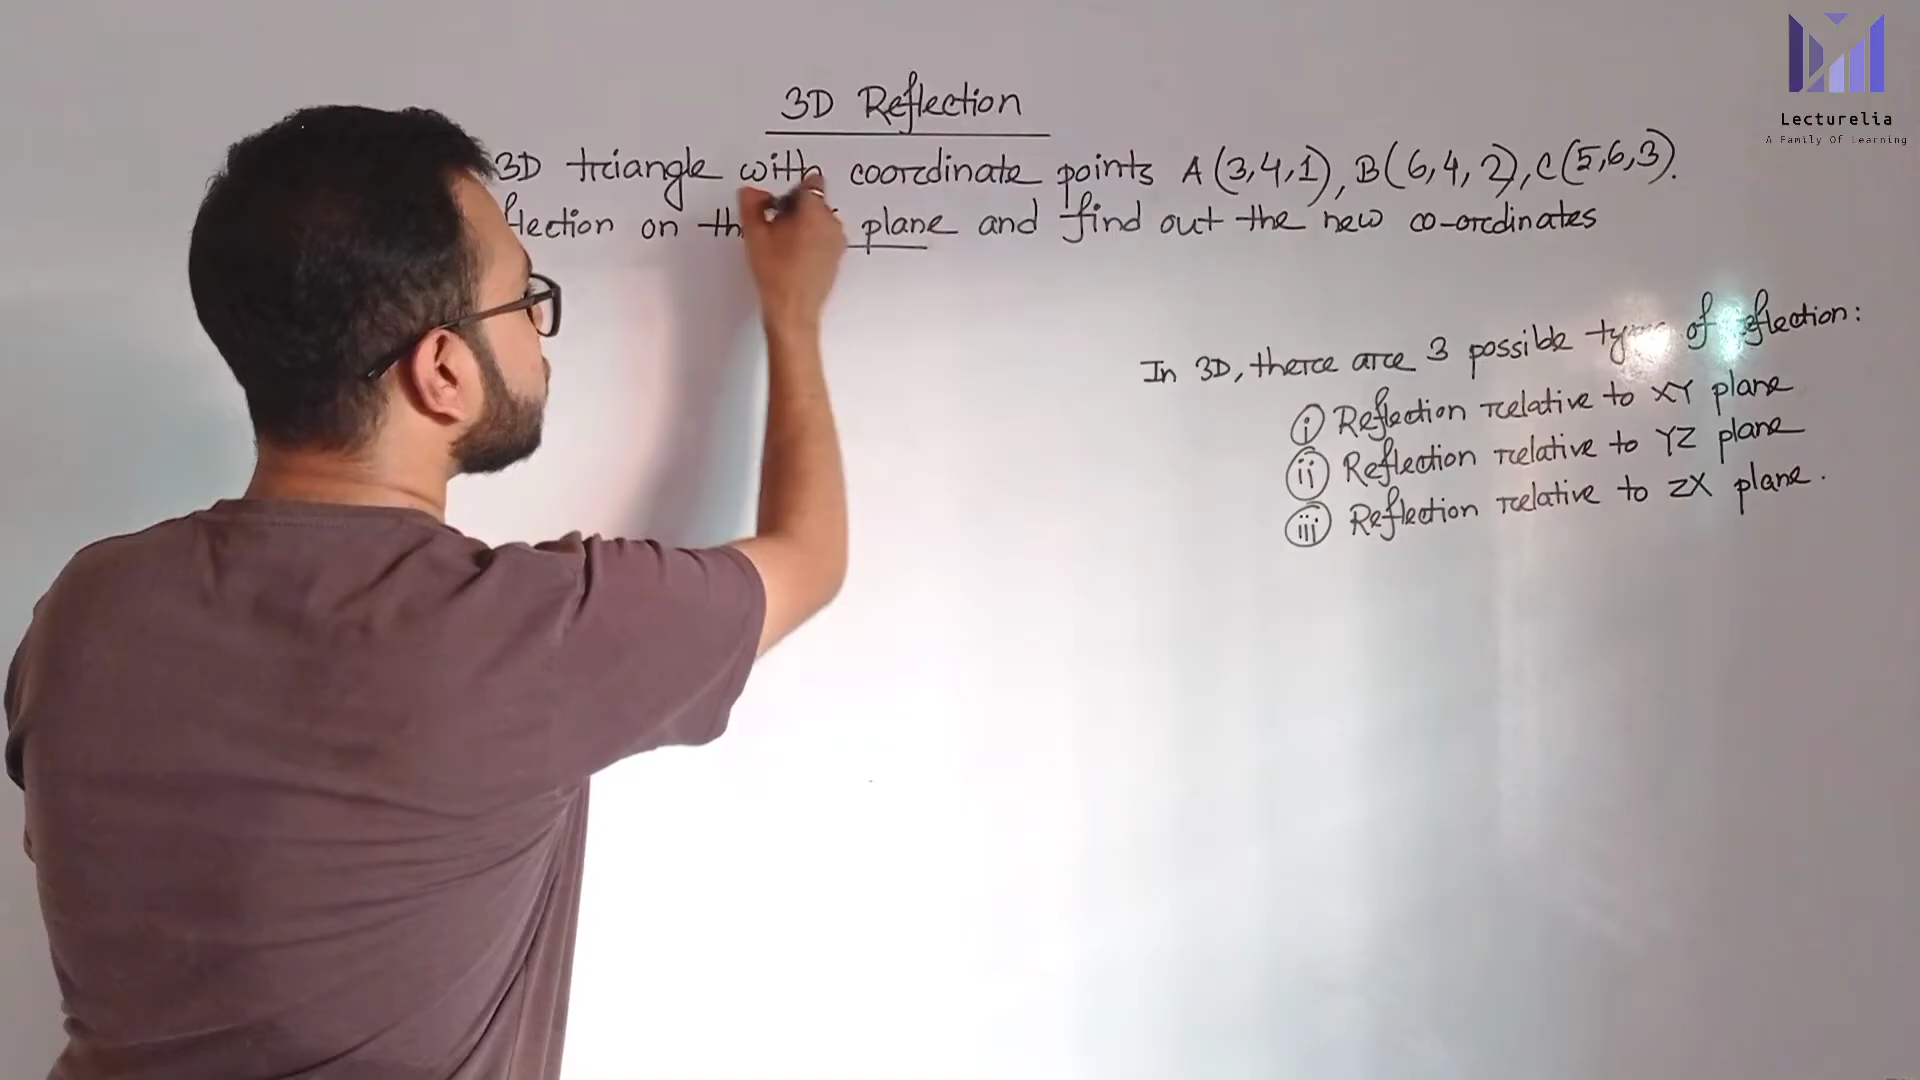 3D Reflection
3D triangle with coordinate points A (3,4,1), B(6,4,2), C(5,6,3).
flection on plane and find out the new co-ordinates
In 3D, there are 3 possible of reflection:
(i) Reflection relative to XY plane
(ii) Reflection relative to YZ plane
(iii) Reflection relative to ZX plane.
Lecturelia
A Family Of Learning